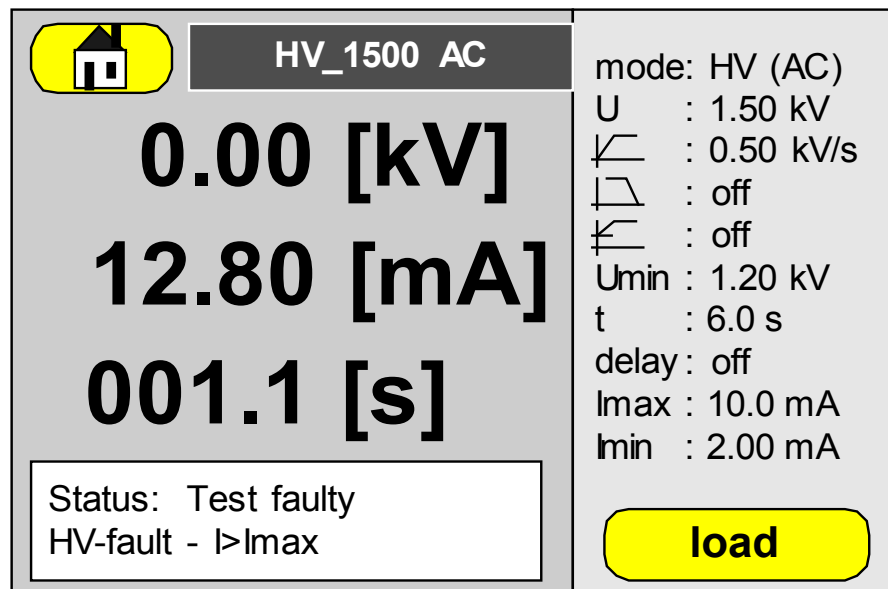 HV_1500 AC
0.00 [kV]
12.80 [mA]
001.1 [s]
Status: Test faulty
HV-fault - I>Imax
mode: HV (AC)
U : 1.50 kV
: 0.50 kV/s
: off
: off
Umin : 1.20 kV
t : 6.0 s
delay : off
Imax : 10.0 mA
Imin : 2.00 mA
load